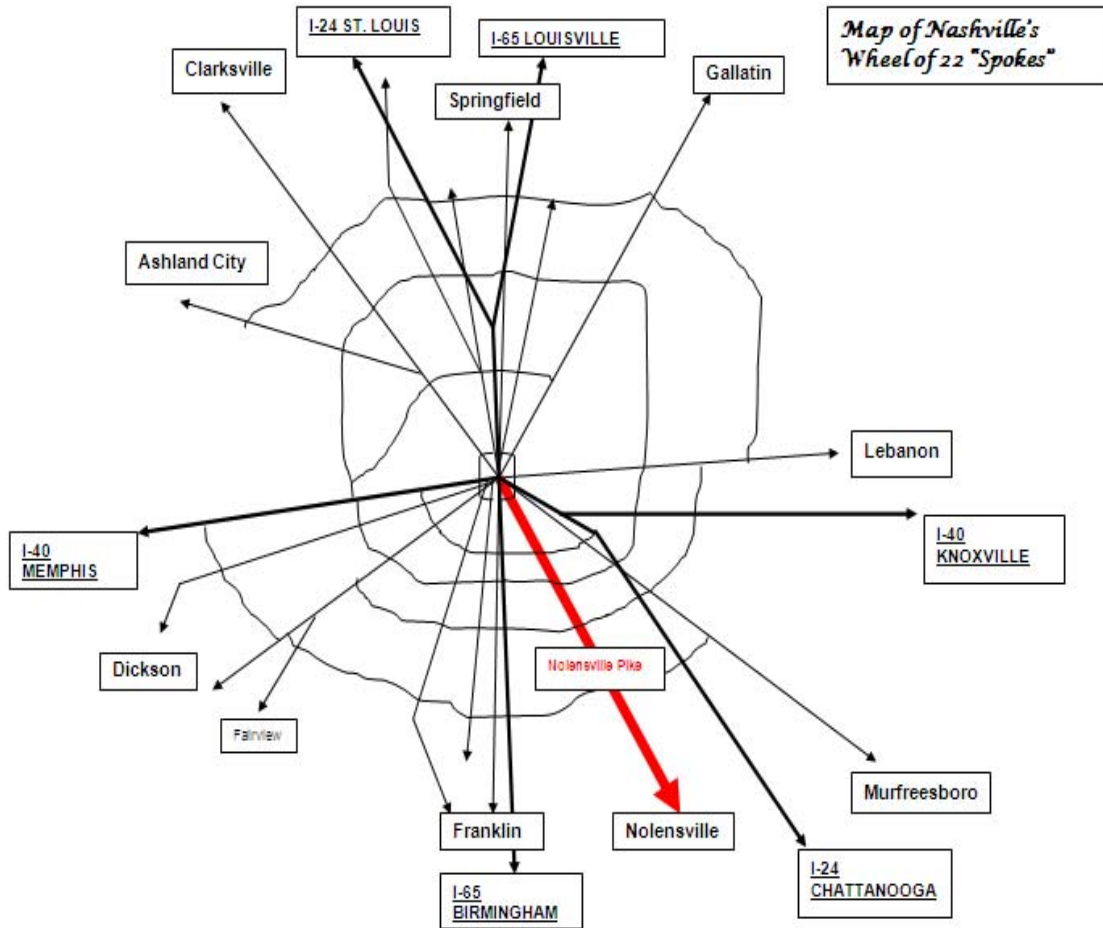 I-24 ST. LOUIS
I-65 LOUISVILLE
Map of Nashville's
Wheel of 22 "Spokes"
Clarksville
Gallatin
Springfield
Ashland City
Lebanon
I-40
MEMPHIS
I-40
KNOXVILLE
Dickson
Nolensville Pike
Fairview
Murfreesboro
Franklin
Nolensville
I-24
CHATTANOOGA
I-65
BIRMINGHAM